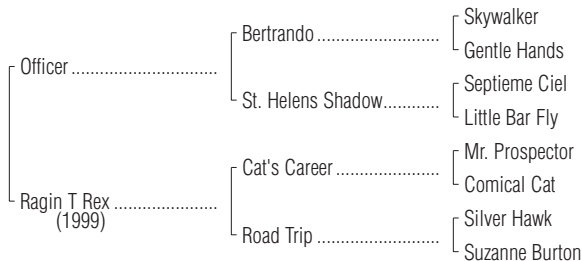 Skywalker
Bertrando ..........................
Gentle Hands
Officer ...............................
Septieme Ciel
St. Helens Shadow............
Little Bar Fly
Mr. Prospector
Cat's Career ......................
Comical Cat
Ragin T Rex ......................
(1999)
Silver Hawk
Road Trip ..........................
Suzanne Burton